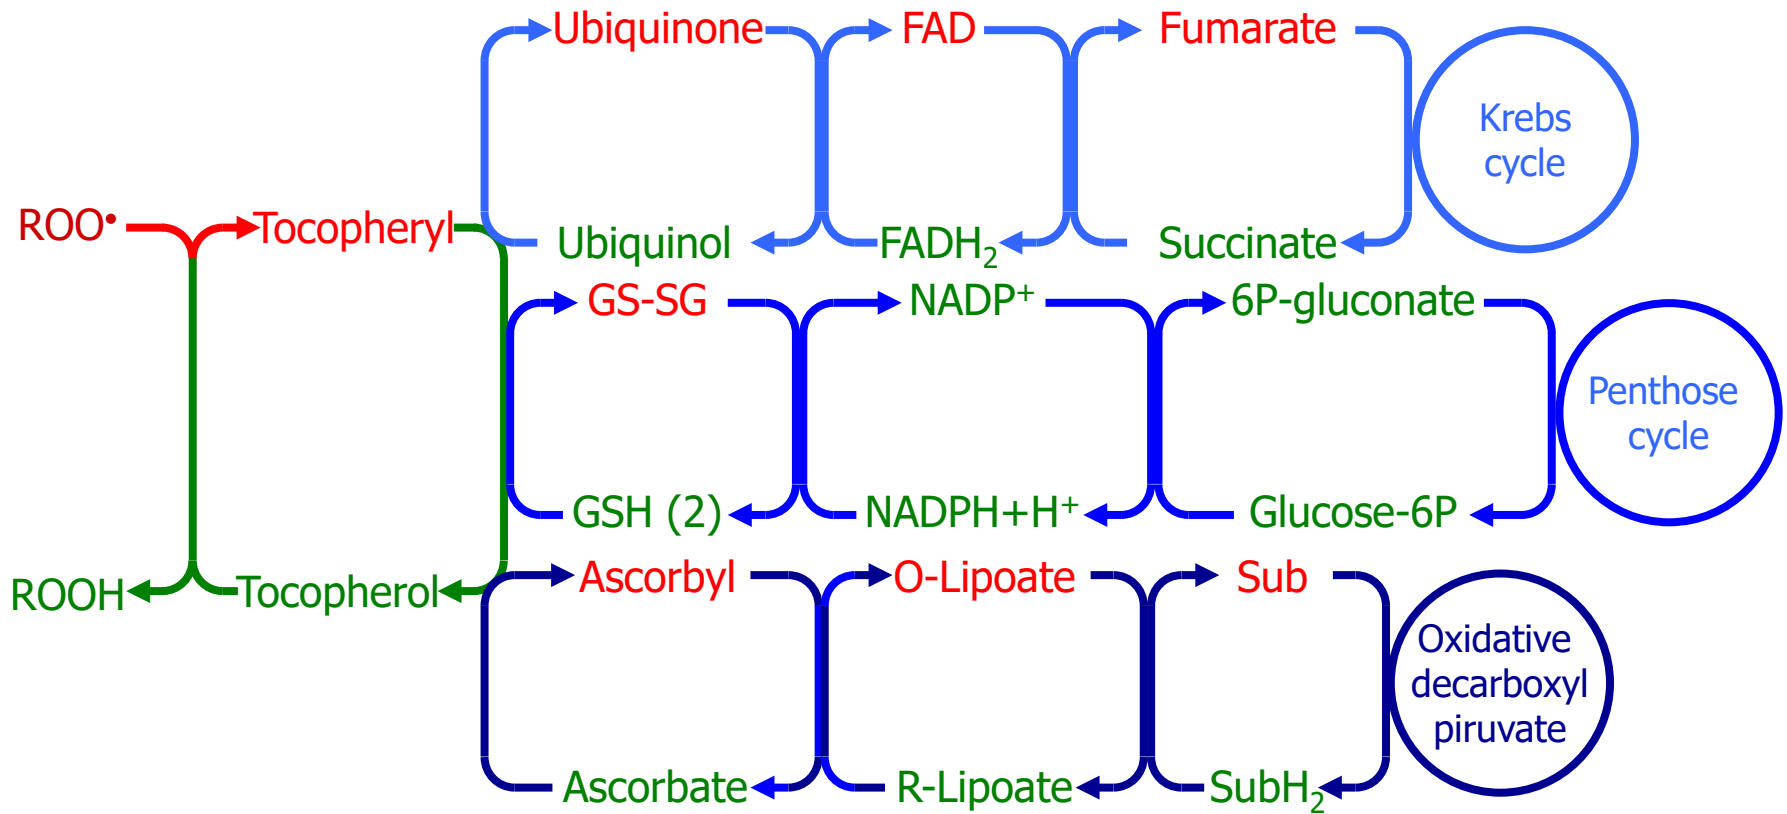 Ubiquinone FAD Fumarate
Krebs
cycle
ROO• Tocopheryl
Ubiquinol FADH₂ Succinate
GS-SG NADP⁺ 6P-gluconate
Penthose
cycle
GSH (2) NADPH+H⁺ Glucose-6P
ROOH Tocopherol
Ascorbyl O-Lipoate Sub
Oxidative
decarboxyl
piruvate
Ascorbate R-Lipoate SubH₂